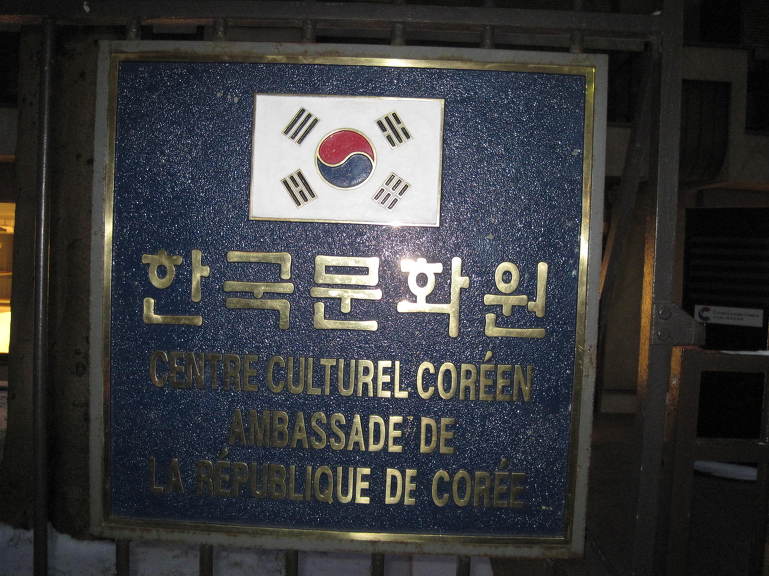 한국문화원
CENTRE CULTUREL CORÉEN
AMBASSADE DE
LA RÉPUBLIQUE DE CORÉE